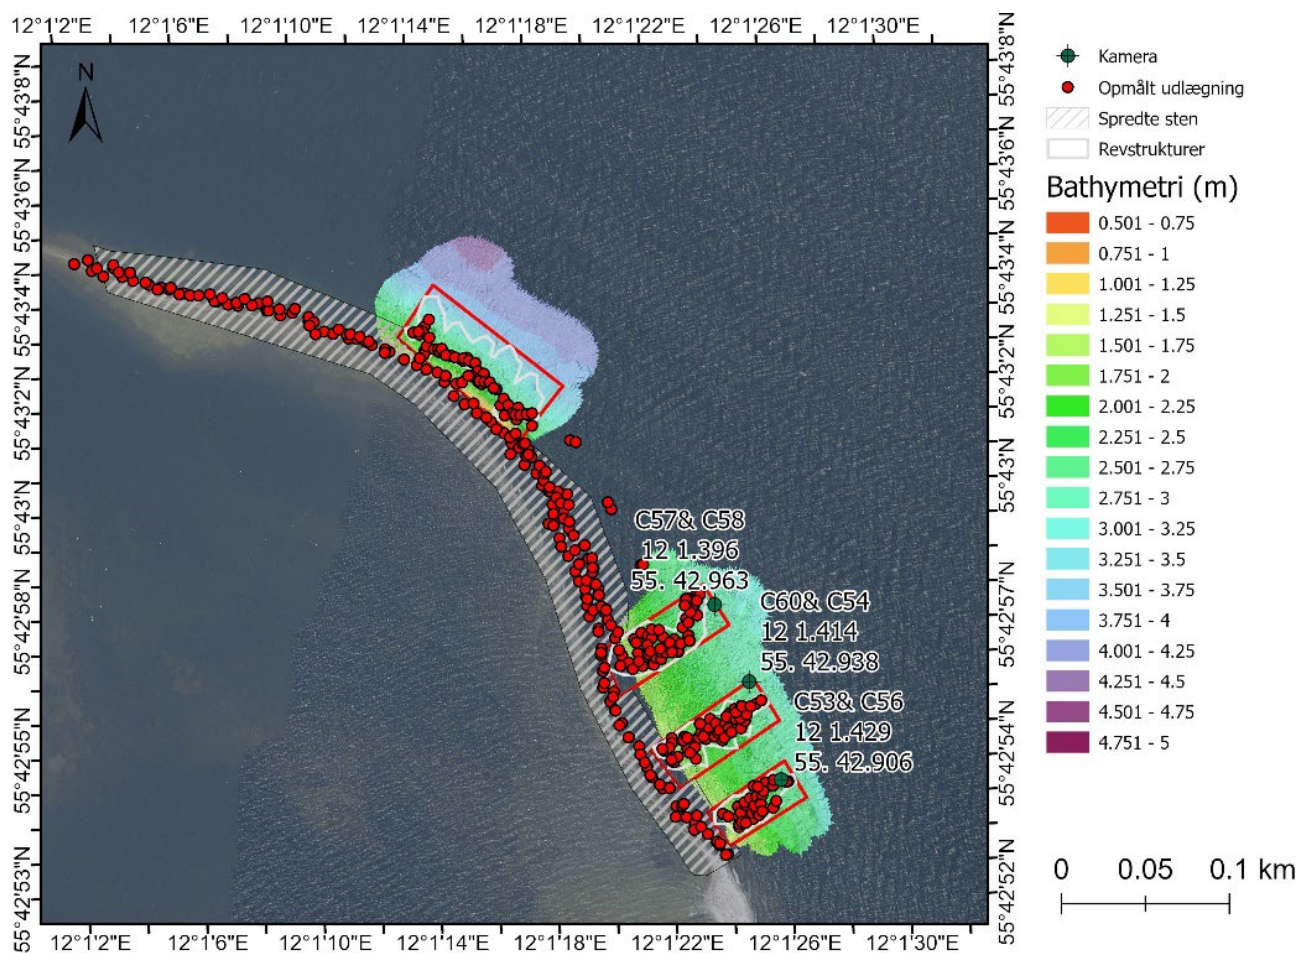 12°1'2"E 12°1'6"E 12°1'10"E 12°1'14"E 12°1'18"E 12°1'22"E 12°1'26"E 12°1'30"E
N
55°43'8"N
55°43'6"N
55°43'4"N
55°43'2"N
55°43'N
55°42'58"N
55°42'55"N
55°42'53"N
C57& C58
12 1.396
55. 42.963
C60& C54
12 1.414
55. 42.938
C53& C56
12 1.429
55. 42.906
55°43'8"N
55°43'6"N
55°43'4"N
55°43'2"N
55°43'N
55°42'57"N
55°42'54"N
55°42'52"N
12°1'2"E 12°1'6"E 12°1'10"E 12°1'14"E 12°1'18"E 12°1'22"E 12°1'26"E 12°1'30"E
Kamera
Opmålt udlægning
Spredte sten
Revstrukturer
Bathymetri (m)
0.501 - 0.75
0.751 - 1
1.001 - 1.25
1.251 - 1.5
1.501 - 1.75
1.751 - 2
2.001 - 2.25
2.251 - 2.5
2.501 - 2.75
2.751 - 3
3.001 - 3.25
3.251 - 3.5
3.501 - 3.75
3.751 - 4
4.001 - 4.25
4.251 - 4.5
4.501 - 4.75
4.751 - 5
0 0.05 0.1 km